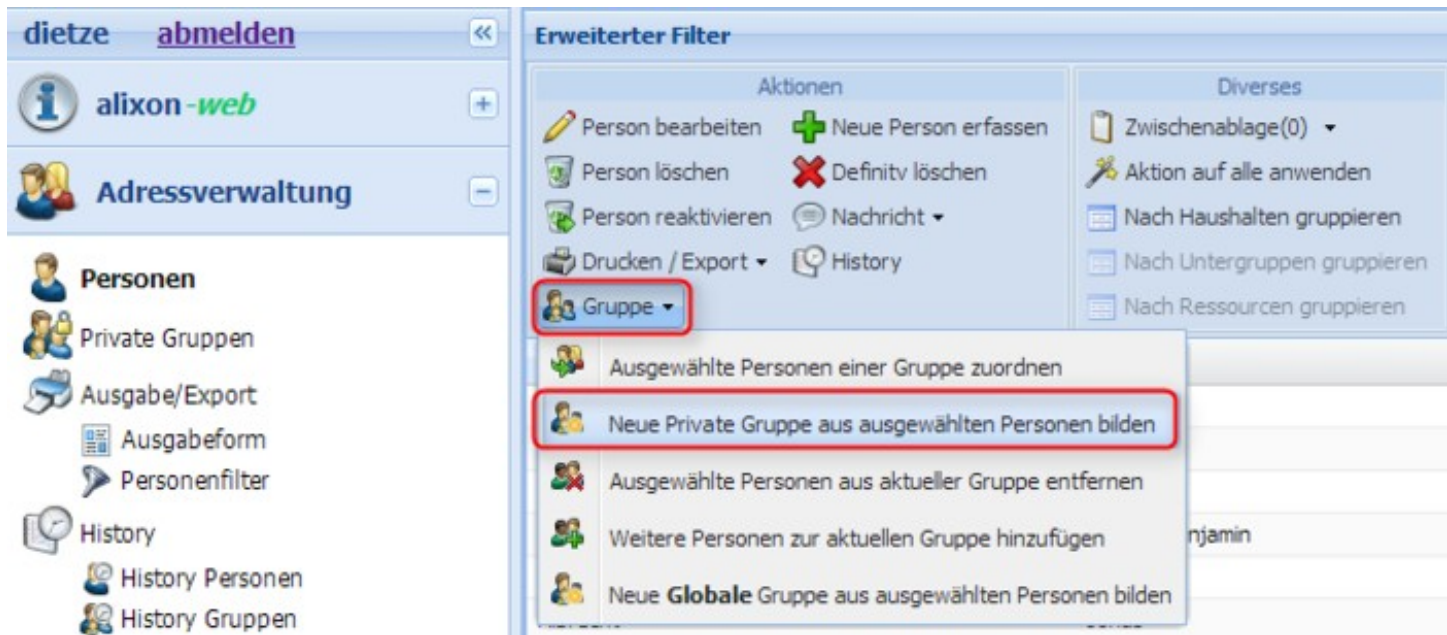 dietze abmelden
alixon-web
Adressverwaltung
Personen
Private Gruppen
Ausgabe/Export
Ausgabeform
Personenfilter
History
History Personen
History Gruppen
Erweiterter Filter
Aktionen
Person bearbeiten Neue Person erfassen
Person löschen Definitv löschen
Person reaktivieren Nachricht
Drucken / Export History
Gruppe
Diverses
Zwischenablage(0)
Aktion auf alle anwenden
Nach Haushalten gruppieren
Nach Untergruppen gruppieren
Nach Ressourcen gruppieren
Ausgewählte Personen einer Gruppe zuordnen
Neue Private Gruppe aus ausgewählten Personen bilden
Ausgewählte Personen aus aktueller Gruppe entfernen
Weitere Personen zur aktuellen Gruppe hinzufügen
Neue Globale Gruppe aus ausgewählten Personen bilden
njamin